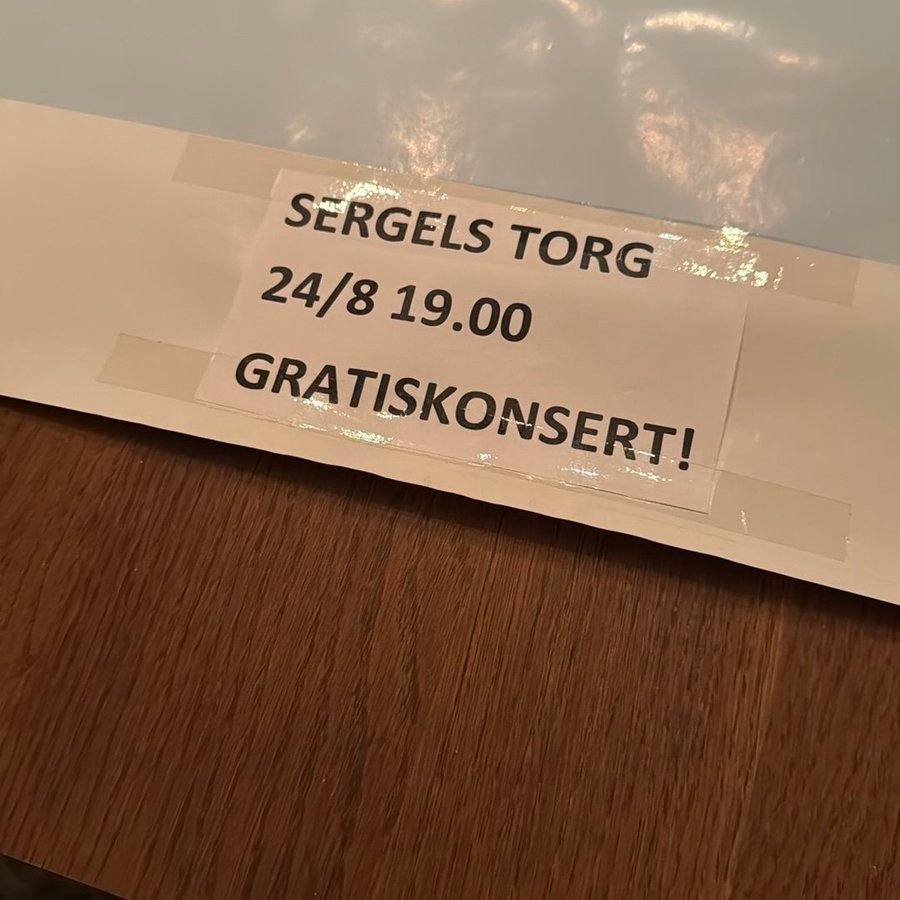 SERGELS TORG
24/8 19.00
GRATISKONSERT!